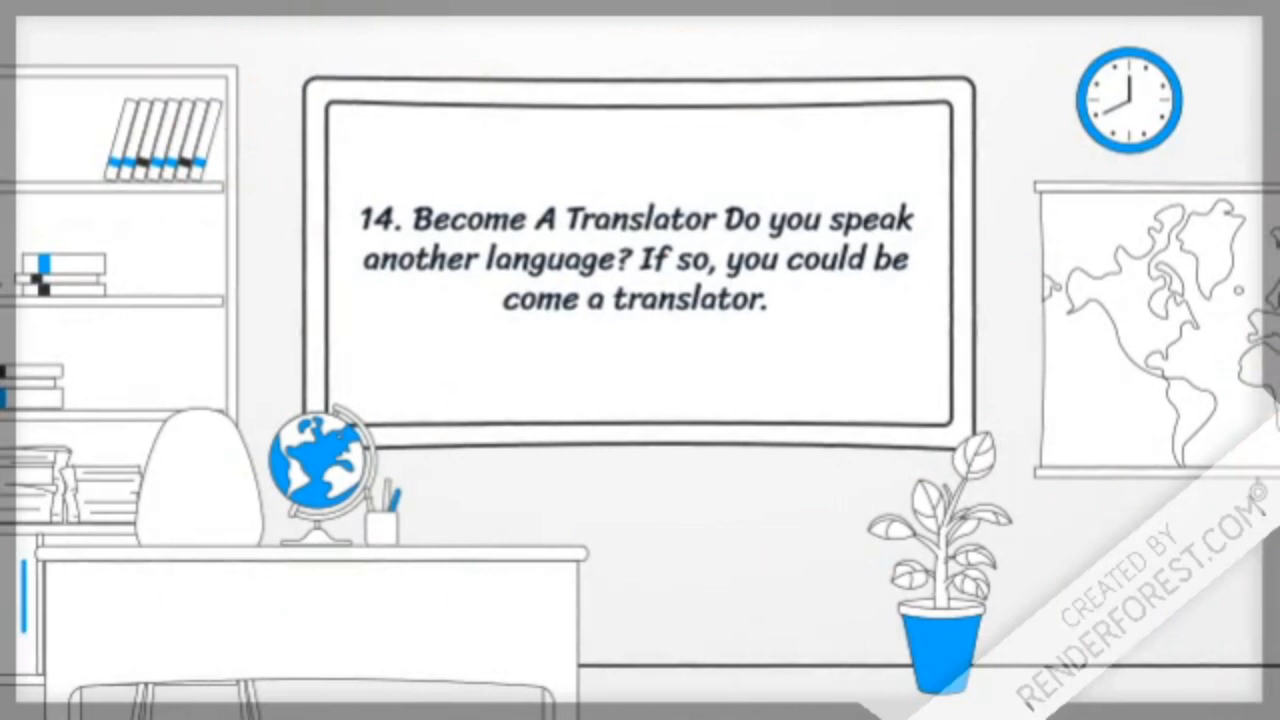 14. Become A Translator Do you speak
another language? If so, you could be
come a translator.
CREATED BY
RENDERFOREST.COM